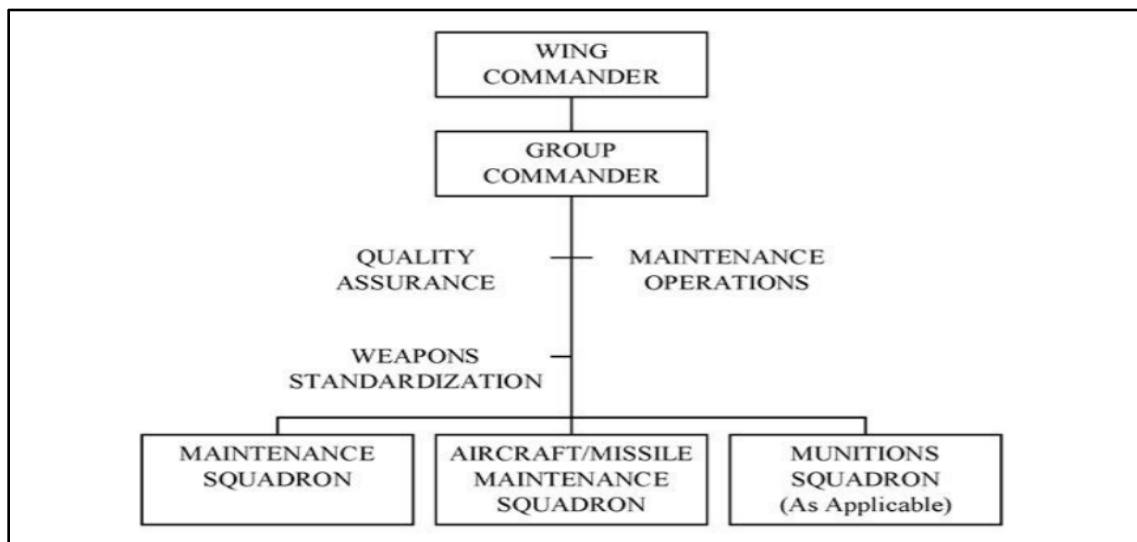 WING
COMMANDER
GROUP
COMMANDER
QUALITY
ASSURANCE
MAINTENANCE
OPERATIONS
WEAPONS
STANDARDIZATION
MAINTENANCE
SQUADRON
AIRCRAFT/MISSILE
MAINTENANCE
SQUADRON
MUNITIONS
SQUADRON
(As Applicable)